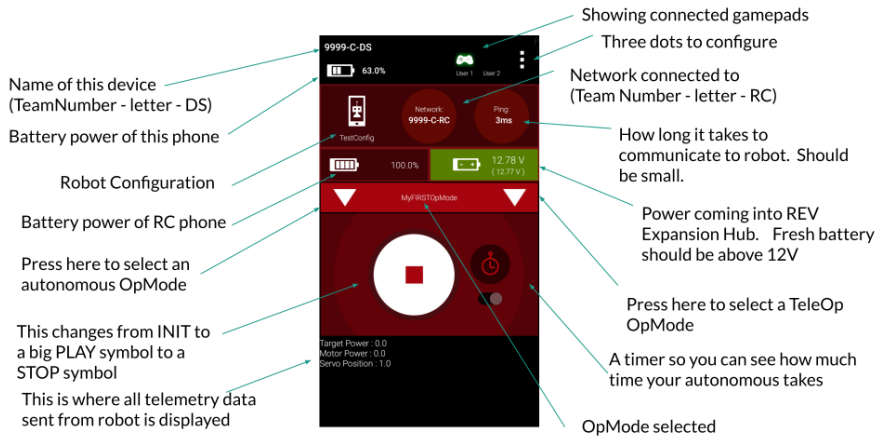 Showing connected gamepads
Three dots to configure
9999-C-DS
63.0%
User 1 User 2
Name of this device
(TeamNumber - letter - DS)
Battery power of this phone
Network connected to
(Team Number - letter - RC)
Network:
9999-C-RC
Ping:
3ms
TestConfig
How long it takes to
communicate to robot. Should
be small.
Robot Configuration
100.0%
12.78 V
( 12.77 V )
Battery power of RC phone
MyFIRSTOpMode
Power coming into REV
Expansion Hub. Fresh battery
should be above 12V
Press here to select an
autonomous OpMode
Press here to select a TeleOp
OpMode
This changes from INIT to
a big PLAY symbol to a
STOP symbol
Target Power : 0.0
Motor Power : 0.0
Servo Position : 1.0
A timer so you can see how much
time your autonomous takes
This is where all telemetry data
sent from robot is displayed
OpMode selected